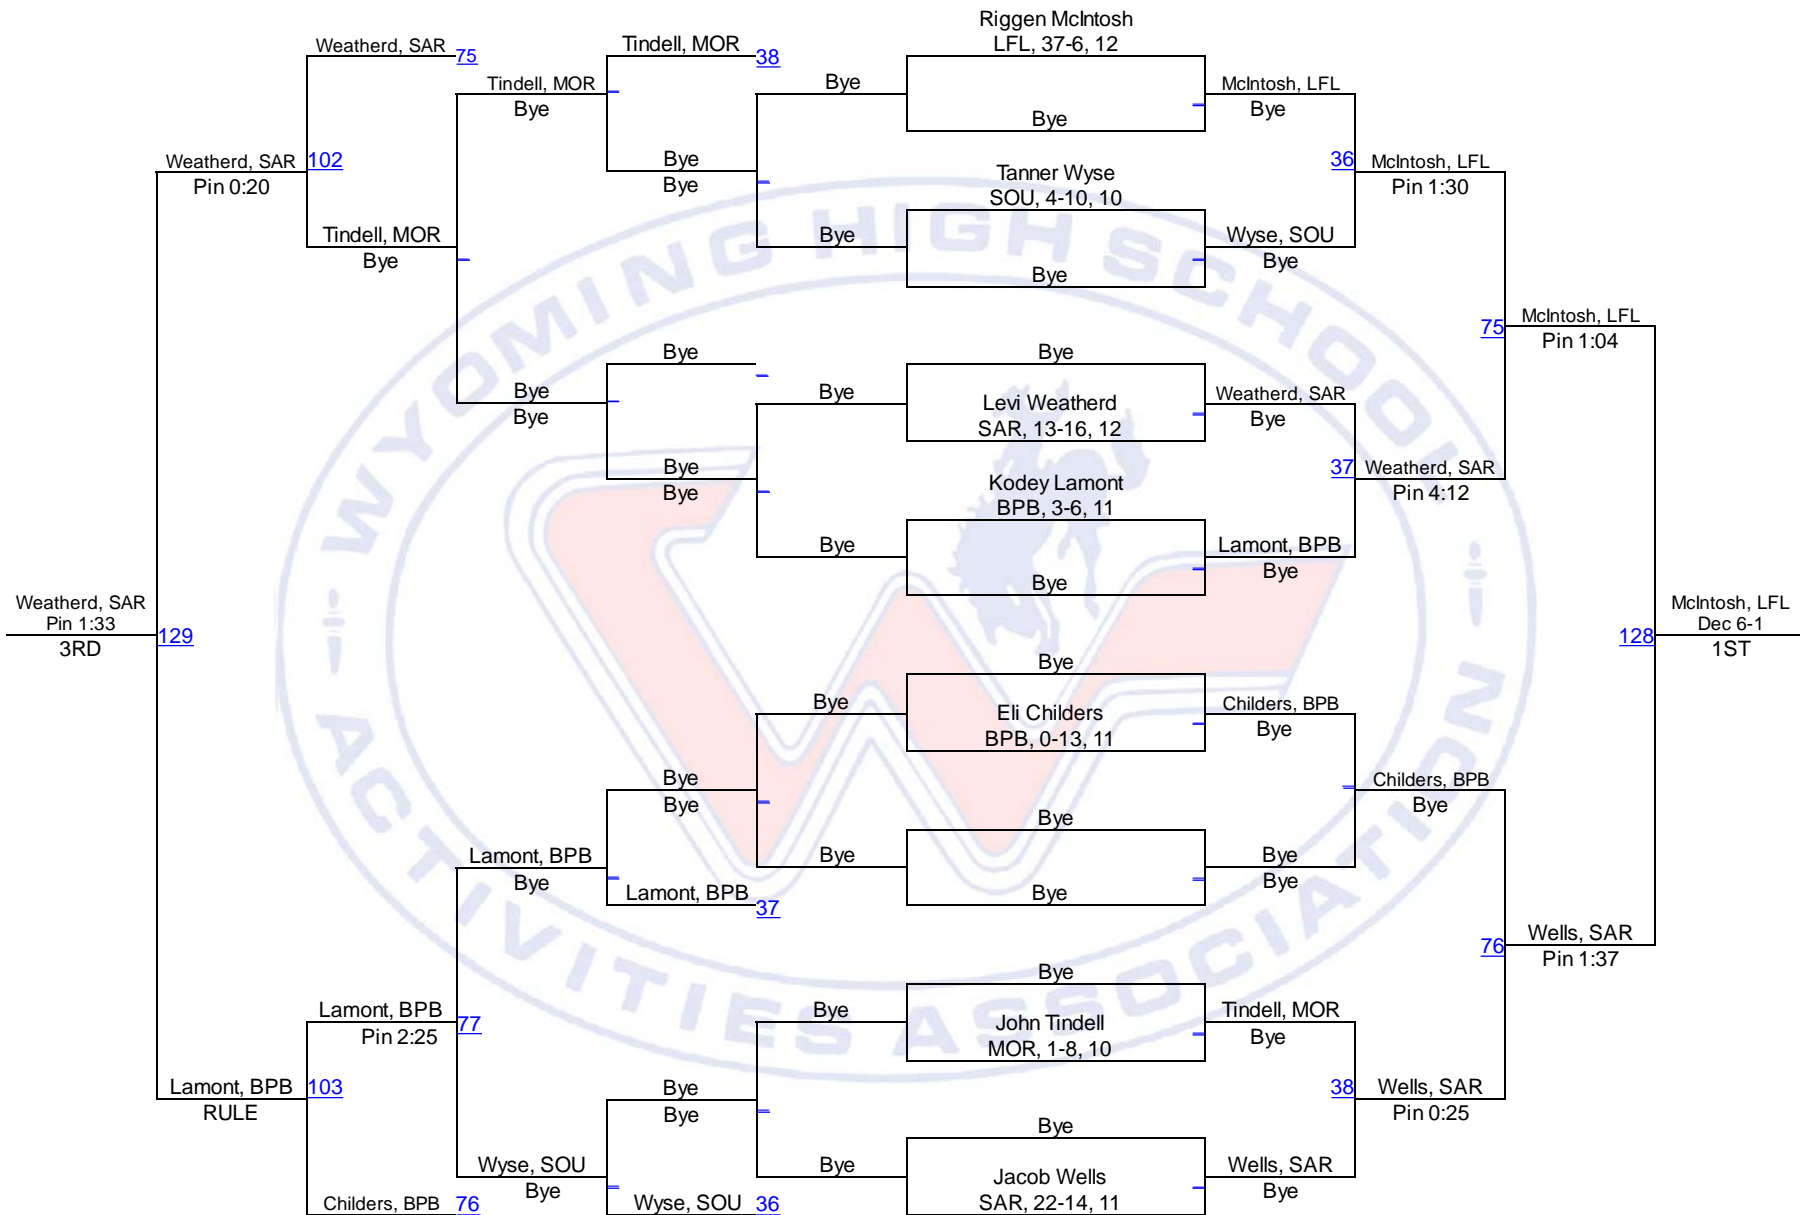 Weatherd, SAR
Pin 1:33
3RD
129
Weatherd, SAR
Pin 0:20
Lamont, BPB
RULE
Weatherd, SAR
75
102
Tindell, MOR
Bye
Lamont, BPB
Pin 2:25
77
103
Childers, BPB
76
Tindell, MOR
Bye
Bye
Bye
Lamont, BPB
Bye
Wyse, SOU
Bye
Tindell, MOR
38
Bye
Bye
Bye
Bye
Bye
Bye
Bye
Lamont, BPB
37
Bye
Bye
Wyse, SOU
36
Bye
Bye
Bye
Bye
Bye
Bye
Bye
Bye
Riggen McIntosh
LFL, 37-6, 12
Bye
Tanner Wyse
SOU, 4-10, 10
Bye
Bye
Levi Weatherd
SAR, 13-16, 12
Kodey Lamont
BPB, 3-6, 11
Bye
Bye
Eli Childers
BPB, 0-13, 11
Bye
Bye
Bye
John Tindell
MOR, 1-8, 10
Bye
Jacob Wells
SAR, 22-14, 11
McIntosh, LFL
Bye
Wyse, SOU
Bye
Weatherd, SAR
Bye
Lamont, BPB
Bye
Childers, BPB
Bye
Bye
Bye
Tindell, MOR
Bye
Wells, SAR
Bye
36
McIntosh, LFL
Pin 1:30
37
Weatherd, SAR
Pin 4:12
Childers, BPB
Bye
38
Wells, SAR
Pin 0:25
75
McIntosh, LFL
Pin 1:04
76
Wells, SAR
Pin 1:37
128
McIntosh, LFL
Dec 6-1
1ST
WYOMING HIGH SCHOOL
ACTIVITIES ASSOCIATION